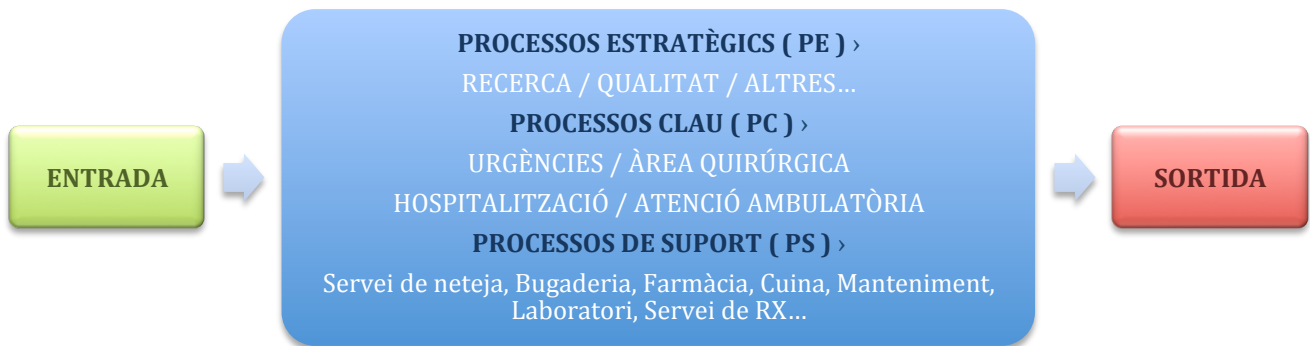 ENTRADA
PROCESSOS ESTRATÈGICS ( PE ) ›
RECERCA / QUALITAT / ALTRES…
PROCESSOS CLAU ( PC ) ›
URGÈNCIES / ÀREA QUIRÚRGICA
HOSPITALITZACIÓ / ATENCIÓ AMBULATÒRIA
PROCESSOS DE SUPORT ( PS ) ›
Servei de neteja, Bugaderia, Farmàcia, Cuina, Manteniment,
Laboratori, Servei de RX…
SORTIDA